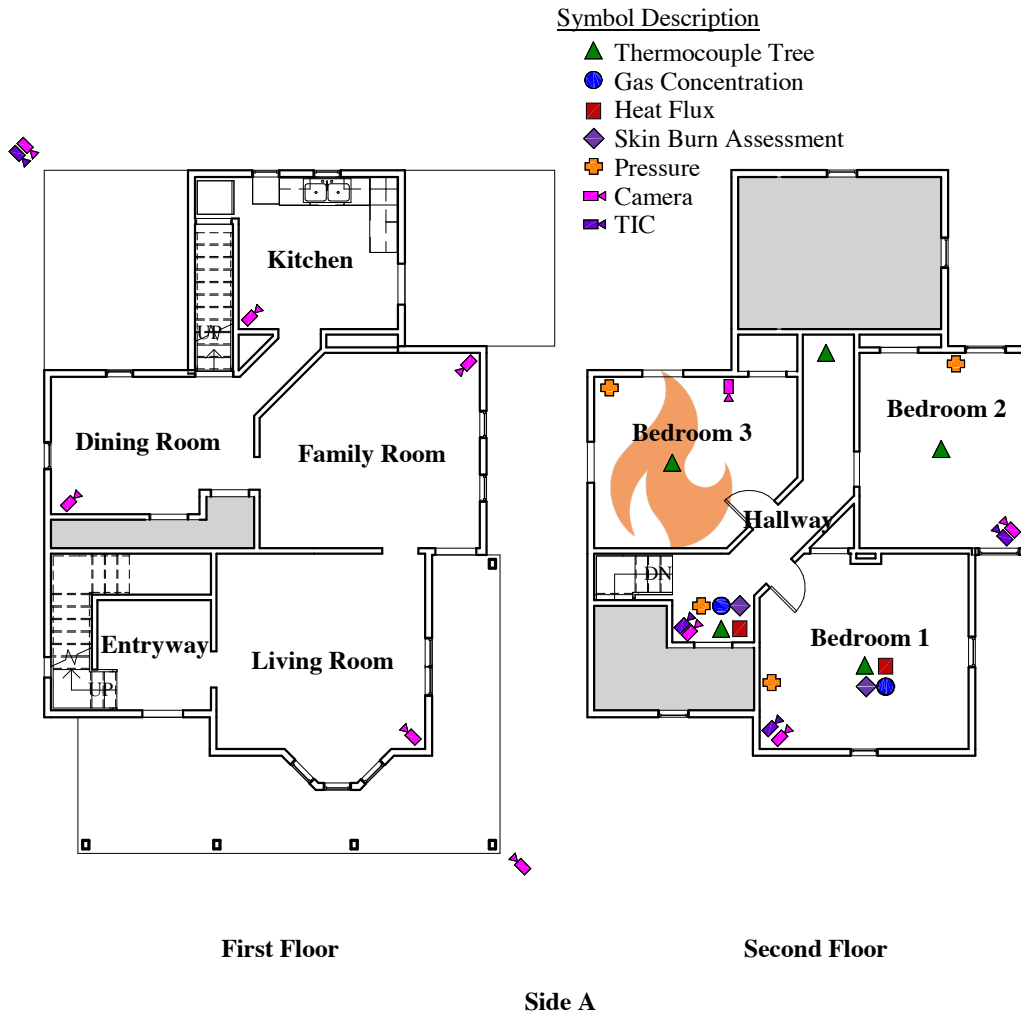 Symbol Description
Thermocouple Tree
Gas Concentration
Heat Flux
Skin Burn Assessment
Pressure
Camera
TIC
Kitchen
UP
Dining Room
Family Room
Entryway
UP
Living Room
Bedroom 3
Bedroom 2
Hallway
DN
Bedroom 1
First Floor
Second Floor
Side A